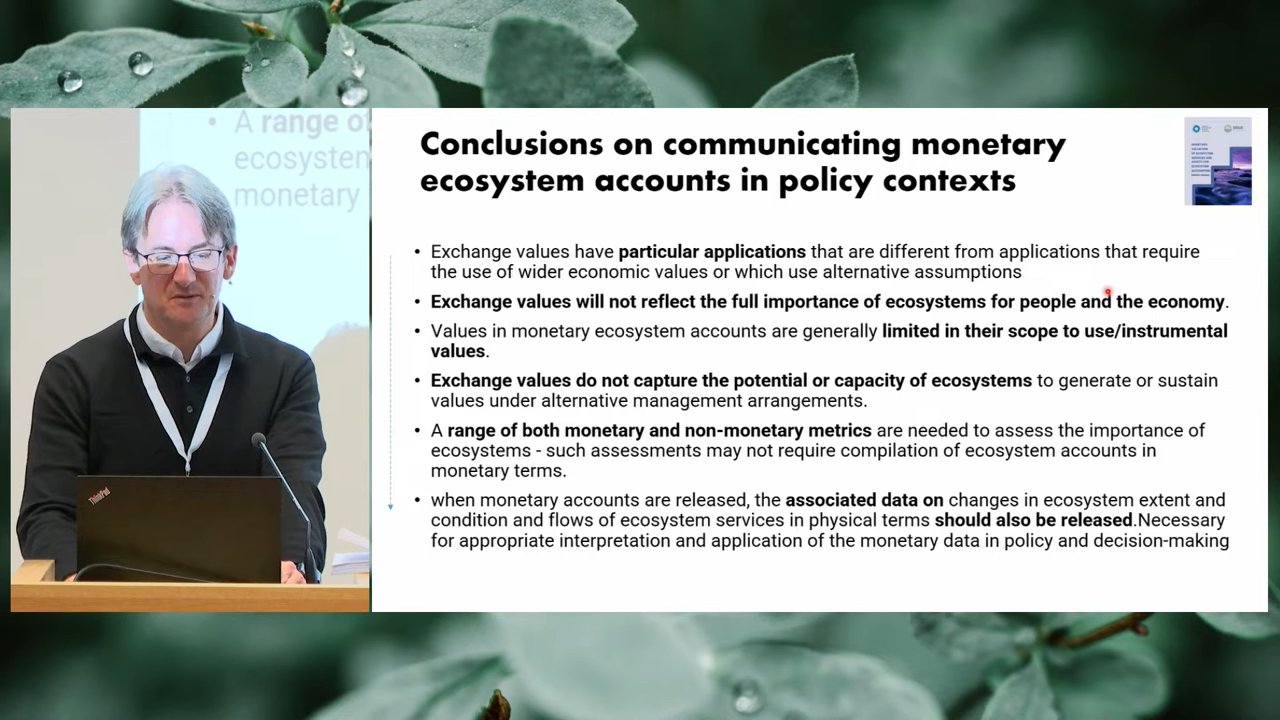 A range of
ecosystem
monetary
ThinkPad
Conclusions on communicating monetary
ecosystem accounts in policy contexts
• Exchange values have particular applications that are different from applications that require
the use of wider economic values or which use alternative assumptions
• Exchange values will not reflect the full importance of ecosystems for people and the economy.
• Values in monetary ecosystem accounts are generally limited in their scope to use/instrumental
values.
• Exchange values do not capture the potential or capacity of ecosystems to generate or sustain
values under alternative management arrangements.
• A range of both monetary and non-monetary metrics are needed to assess the importance of
ecosystems - such assessments may not require compilation of ecosystem accounts in
monetary terms.
• when monetary accounts are released, the associated data on changes in ecosystem extent and
condition and flows of ecosystem services in physical terms should also be released.Necessary
for appropriate interpretation and application of the monetary data in policy and decision-making